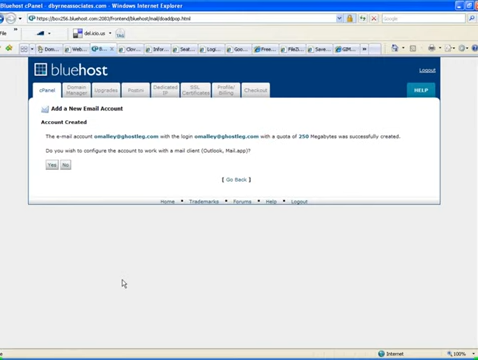 Bluehost cPanel - dbyrneassociates.com - Windows Internet Explorer
https://box256.bluehost.com:2083/frontend/bluehost/mail/doaddpop.html
File
del.icio.us
Free
bluehost
Logout
cPanel
Domain Manager
Upgrades
Postini
Dedicated IP
SSL Certificates
Profile/ Billing
Checkout
HELP
Add a New Email Account
Account Created
The e-mail account omalley@ghostleg.com with the login omalley@ghostleg.com with a quota of 250 Megabytes was successfully created.
Do you wish to configure the account to work with a mail client (Outlook, Mail.app)?
Yes No
[ Go Back ]
Home • Trademarks • Forums • Help • Logout
Internet
100%